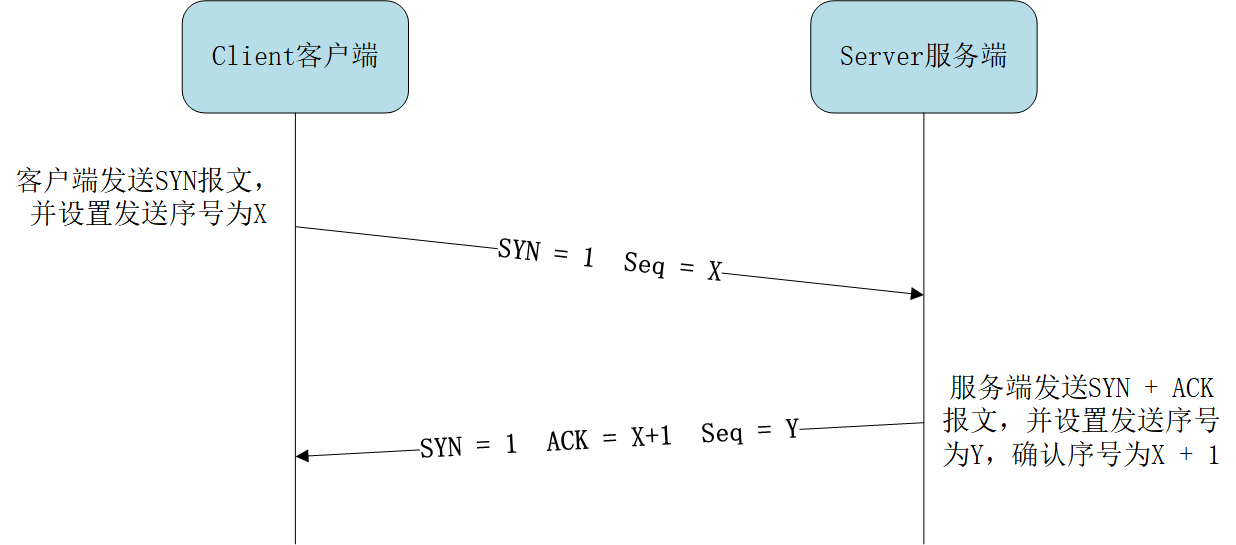 Client客户端
Server服务端
客户端发送SYN报文，
并设置发送序号为X
SYN = 1 Seq = X
服务端发送SYN + ACK
报文，并设置发送序号
为Y，确认序号为X + 1
SYN = 1 ACK = X+1 Seq = Y